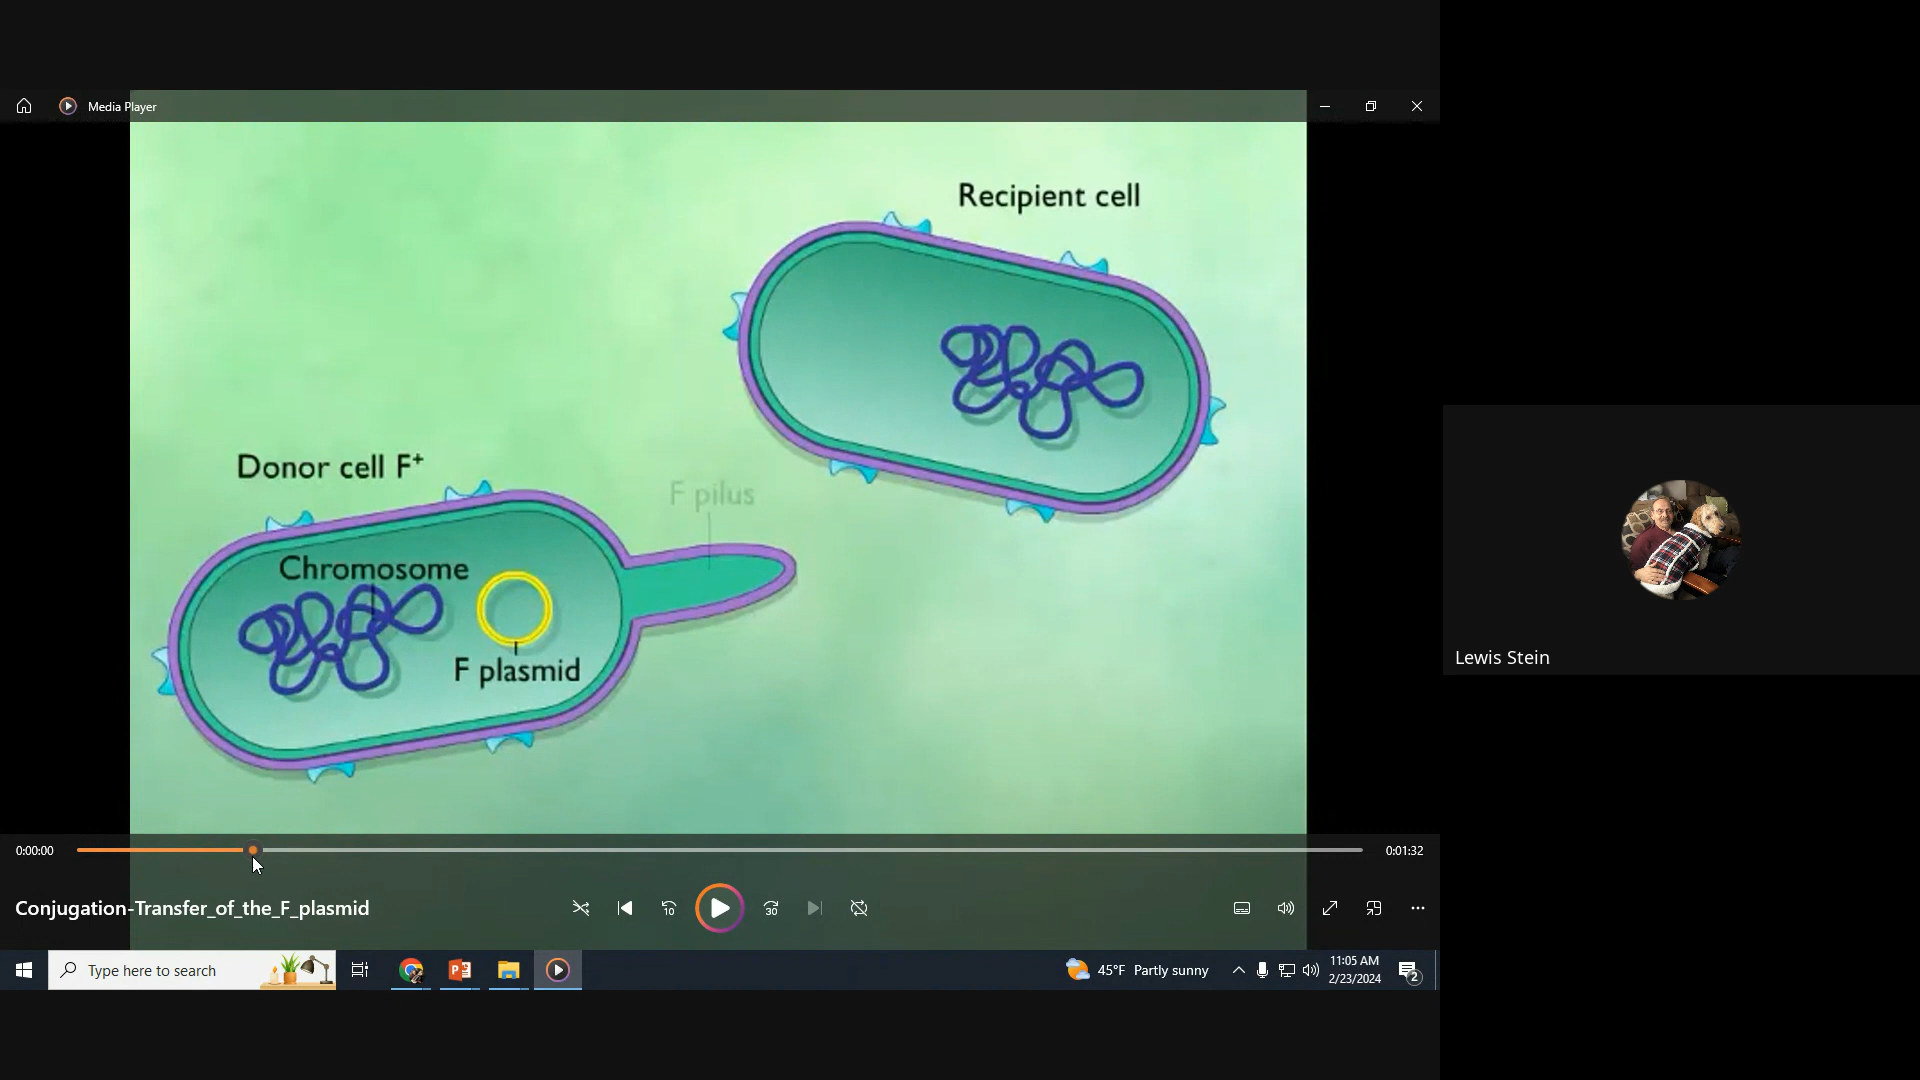 Media Player
Recipient cell
Donor cell F⁺
F pilus
Chromosome
F plasmid
Lewis Stein
0:00:00
0:01:32
Conjugation-Transfer_of_the_F_plasmid
10
30
Type here to search
45°F Partly sunny
11:05 AM
2/23/2024
2